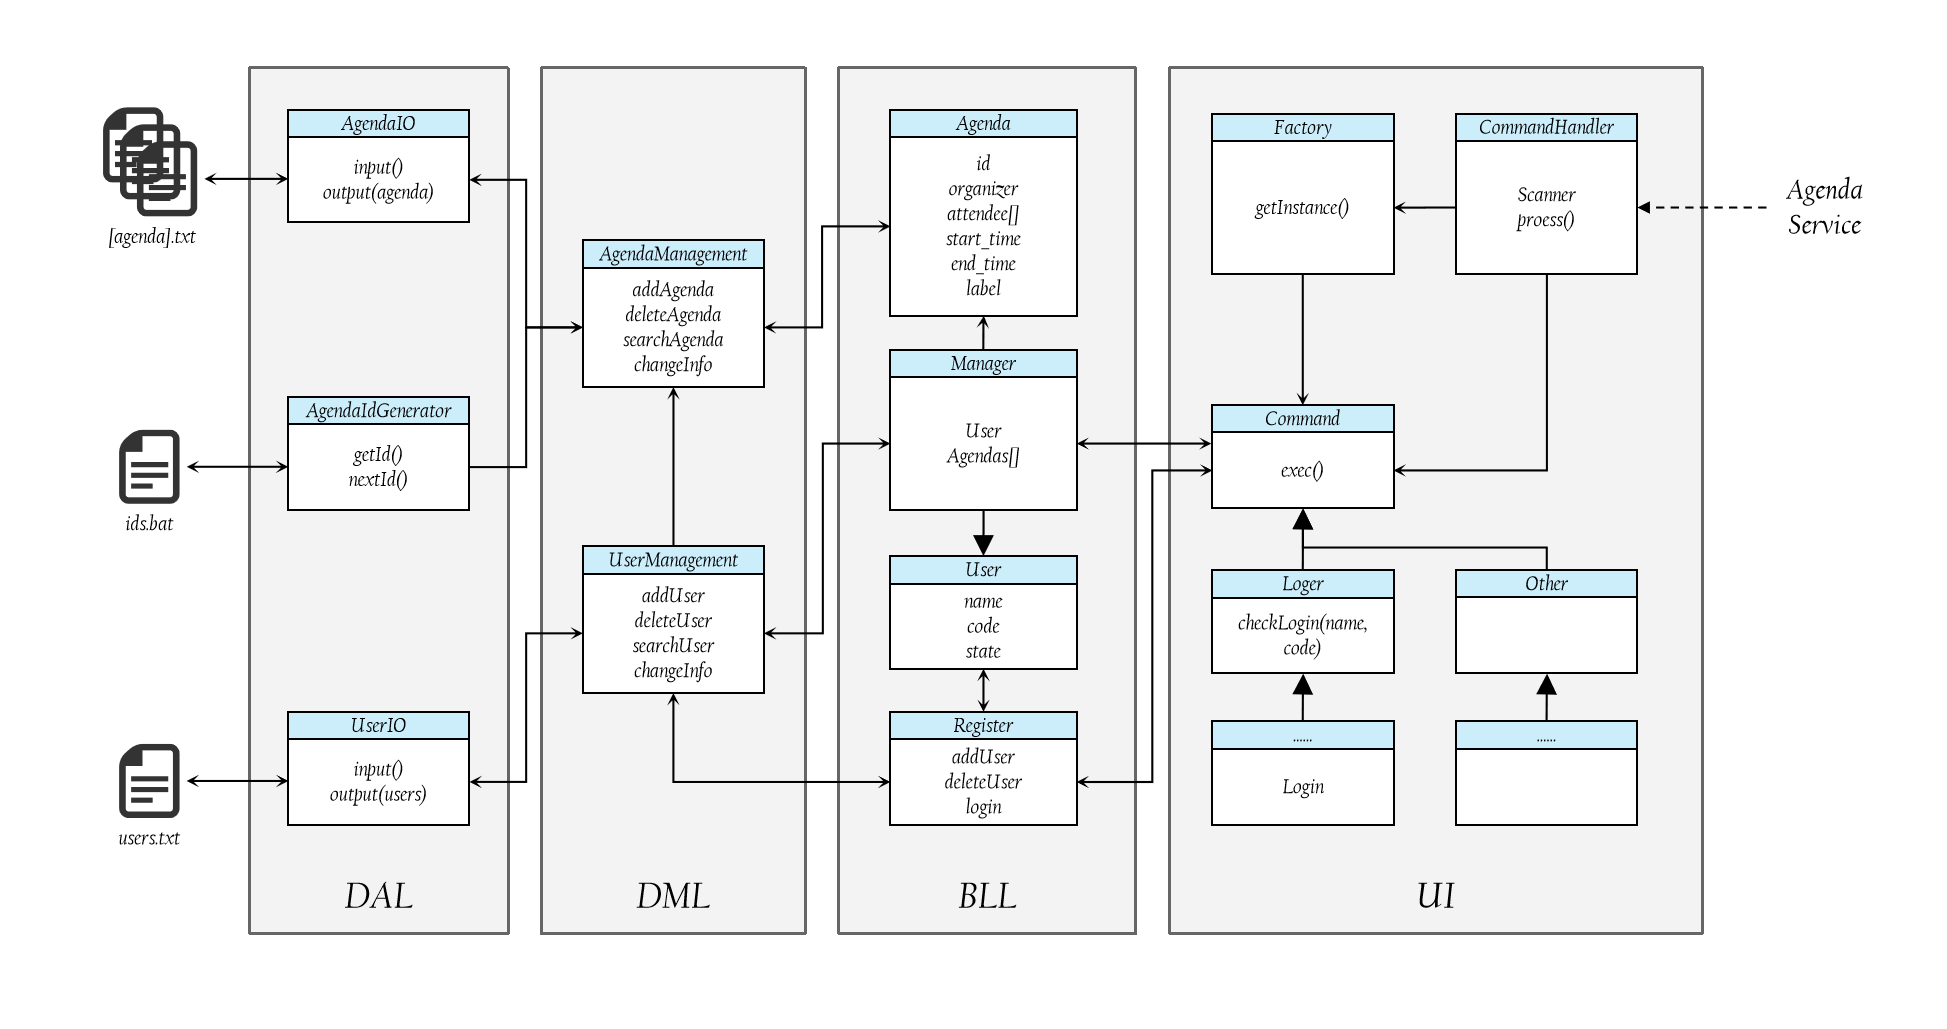 [agenda].txt
ids.bat
users.txt
AgendaIO
input()
output(agenda)
AgendaIdGenerator
getId()
nextId()
UserIO
input()
output(users)
DAL
AgendaManagement
addAgenda
deleteAgenda
searchAgenda
changeInfo
UserManagement
addUser
deleteUser
searchUser
changeInfo
DML
Agenda
id
organizer
attendee[]
start_time
end_time
label
Manager
User
Agendas[]
User
name
code
state
Register
addUser
deleteUser
login
BLL
Factory
getInstance()
CommandHandler
Scanner
proess()
Command
exec()
Loger
checkLogin(name,
code)
Other
......
Login
......
UI
Agenda
Service